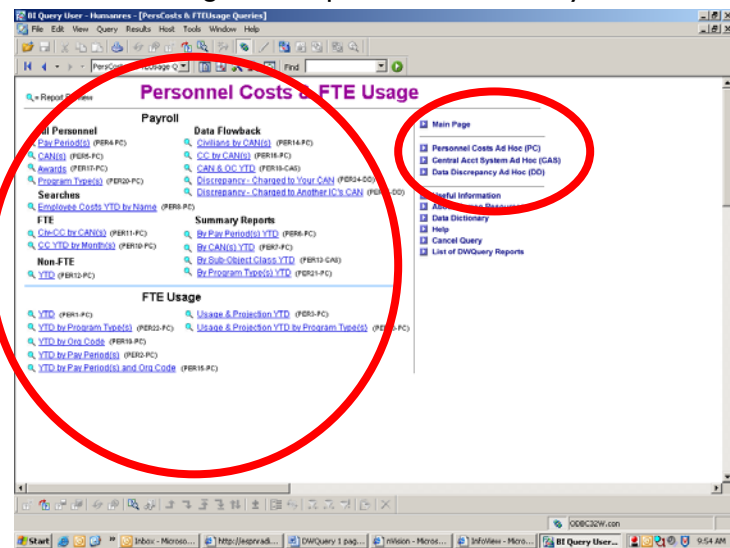 BI Query User - Humanres - [PersCosts & FTEUsage Queries]
File Edit View Query Results Host Tools Window Help
Find
= Report Preview
Personnel Costs & FTE Usage
Payroll
Personnel
Pay Period(s) (PER4-PC)
CAN(s) (PER5-PC)
Awards (PER17-PC)
Program Type(s) (PER20-PC)
Searches
Employee Costs YTD by Name (PER8-PC)
FTE
Civ-CC by CAN(s) (PER11-PC)
CC YTD by Month(s) (PER10-PC)
Non-FTE
YTD (PER12-PC)
Data Flowback
Civilians by CAN(s) (PER14-PC)
CC by CAN(s) (PER16-PC)
CAN & OC YTD (PER18-CAS)
Discrepancy - Charged to Your CAN (PER24-DD)
Discrepancy - Charged to Another IC's CAN
Summary Reports
By Pay Period(s) YTD (PER6-PC)
By CAN(s) YTD (PER7-PC)
By Sub-Object Class YTD (PER13-CAS)
By Program Type(s) YTD (PER21-PC)
FTE Usage
YTD (PER1-PC)
YTD by Program Type(s) (PER22-PC)
YTD by Org Code (PER19-PC)
YTD by Pay Period(s) (PER2-PC)
YTD by Pay Period(s) and Org Code (PER15-PC)
Usage & Projection YTD (PER3-PC)
Usage & Projection YTD by Program Type(s)
Main Page
Personnel Costs Ad Hoc (PC)
Central Acct System Ad Hoc (CAS)
Data Discrepancy Ad Hoc (DD)
Useful Information
Data Dictionary
Help
Cancel Query
List of DWQuery Reports
ODBC32W.con
Start
Inbox - Microso...
http://lesprvadi...
DWQuery 1 pag...
nVision - Micros...
InfoView - Micro...
BI Query User...
9:54 AM